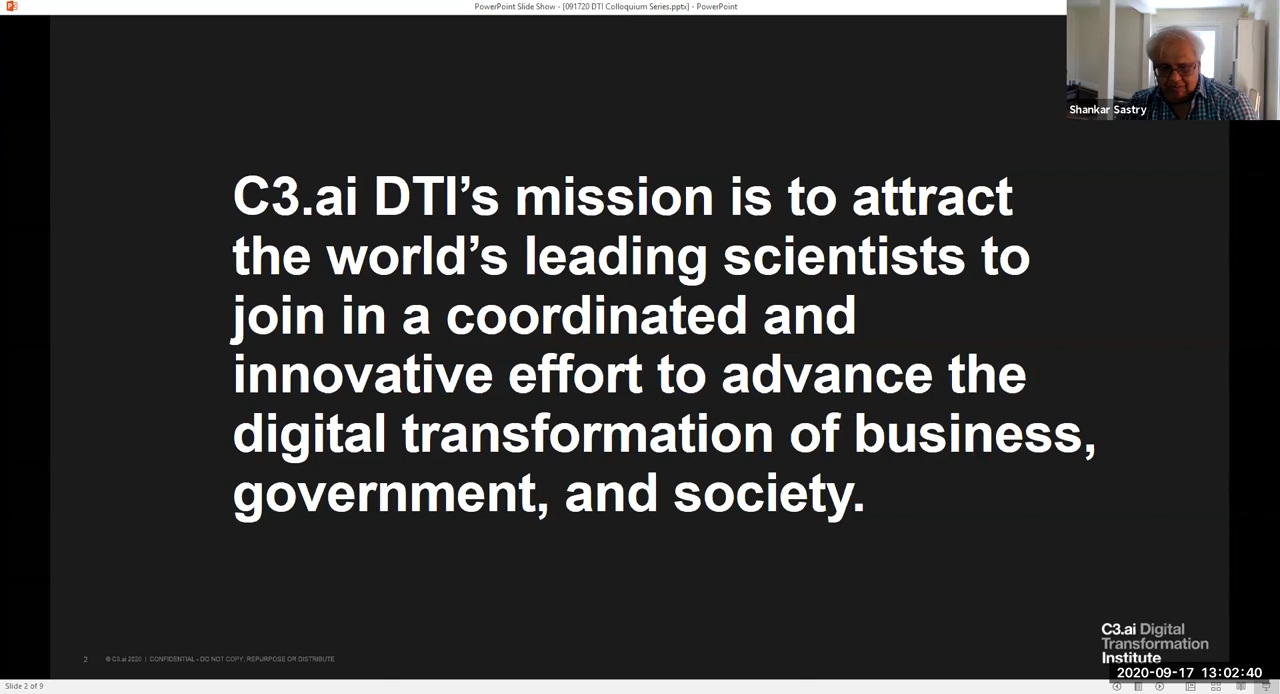 PowerPoint Slide Show - [091720 DTI Colloquium Series.pptx] - PowerPoint
Shankar Sastry
C3.ai DTI’s mission is to attract
the world’s leading scientists to
join in a coordinated and
innovative effort to advance the
digital transformation of business,
government, and society.
2 © C3.ai 2020 | CONFIDENTIAL - DO NOT COPY, REPURPOSE OR DISTRIBUTE
C3.ai Digital
Transformation
Institute
2020-09-17 13:02:40
Slide 2 of 9